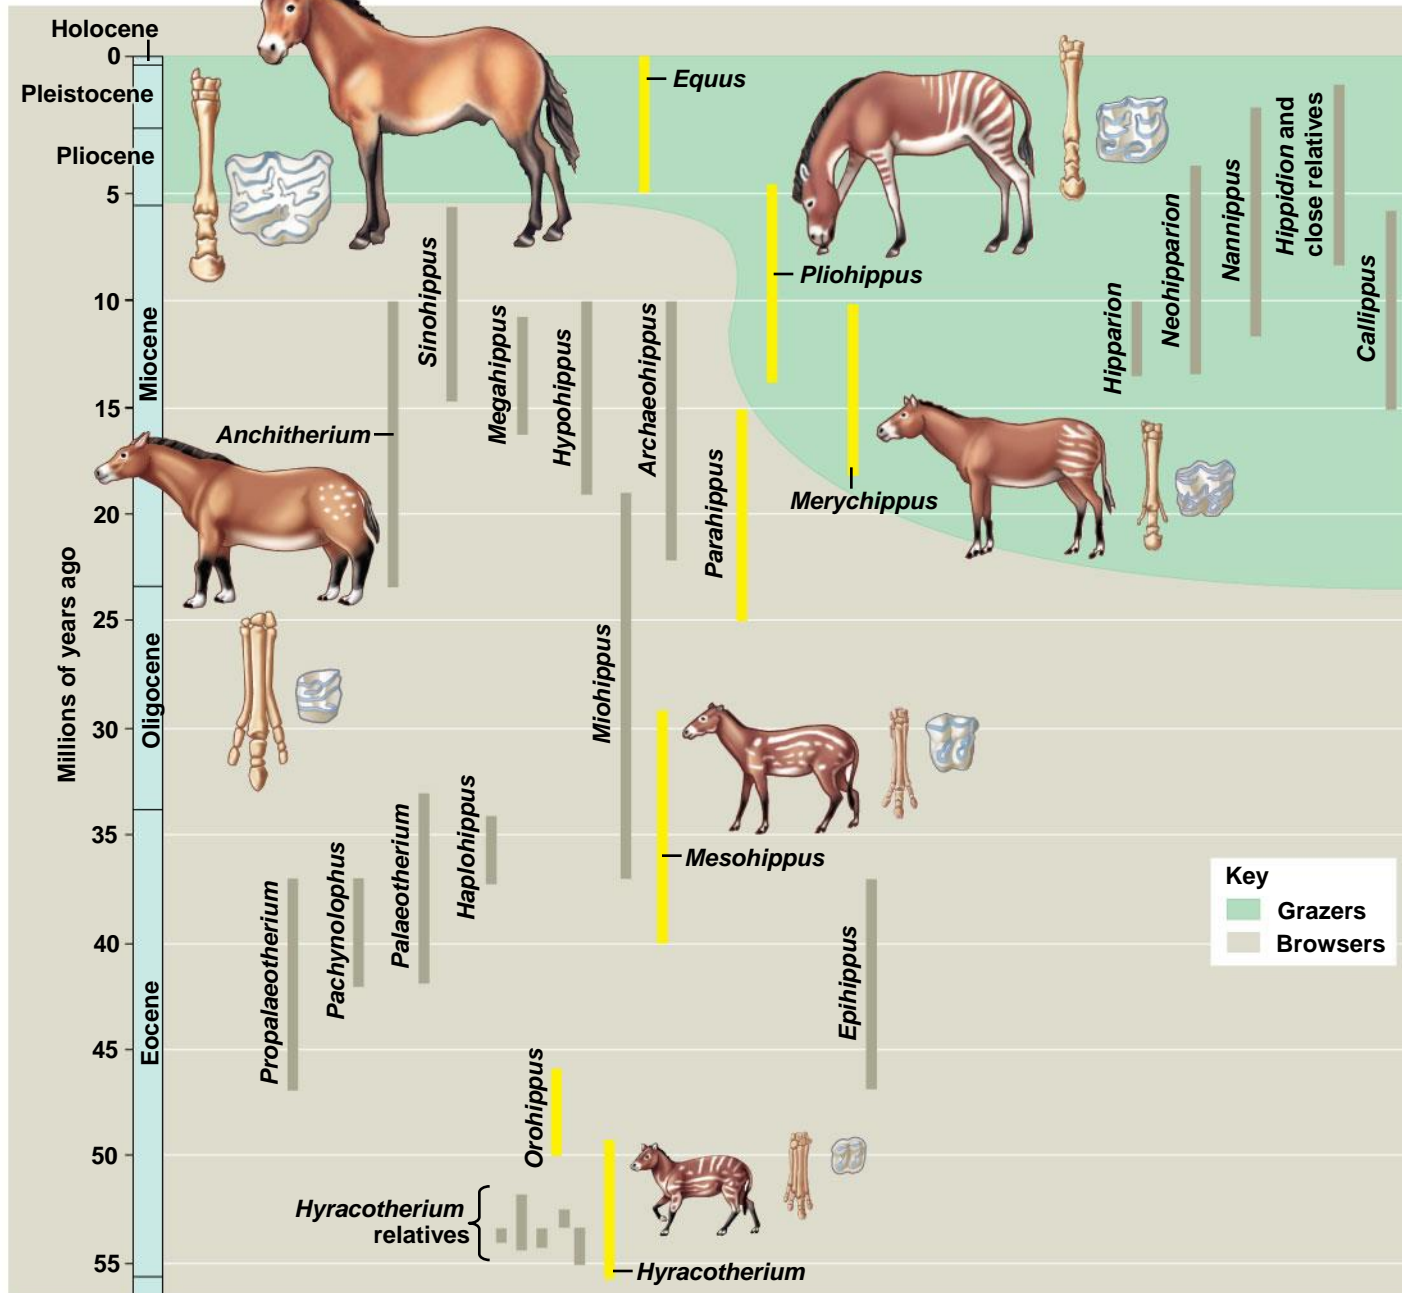 Holocene
0
Pleistocene
Pliocene
5
Equus
Pliohippus
Hippidion and
close relatives
Nannippus
Neohipparion
Hipparion
Callippus
Sinohippus
Megahippus
Hypohippus
Archaeohippus
10
Miocene
15
Anchitherium
Parahippus
Merychippus
20
Millions of years ago
25
Oligocene
Miohippus
30
35
Mesohippus
Haplohippus
Palaeotherium
Pachynolophus
Propalaeotherium
Epihippus
Key
Grazers
Browsers
40
Eocene
45
Orohippus
50
Hyracotherium
relatives
55
Hyracotherium